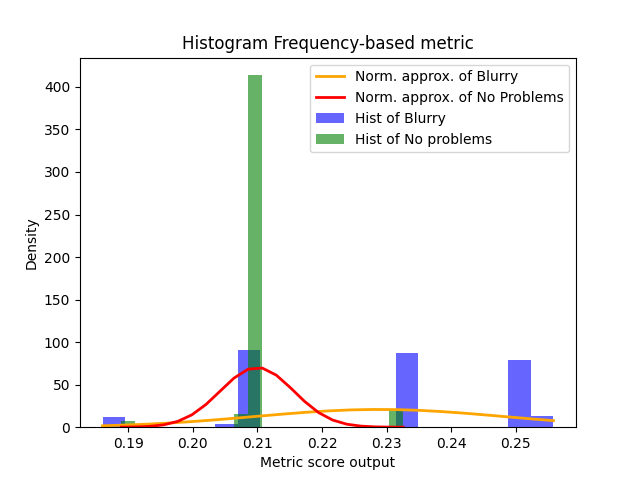 Histogram Frequency-based metric
Norm. approx. of Blurry
Norm. approx. of No Problems
Hist of Blurry
Hist of No problems
Density
400
350
300
250
200
150
100
50
0
0.19 0.20 0.21 0.22 0.23 0.24 0.25
Metric score output